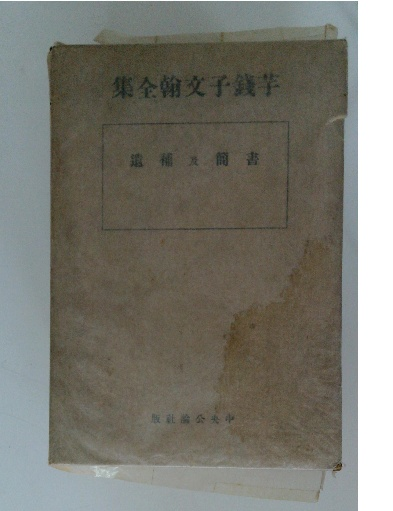 芋錢子文翰全集
書簡及補遺
中央公論社版